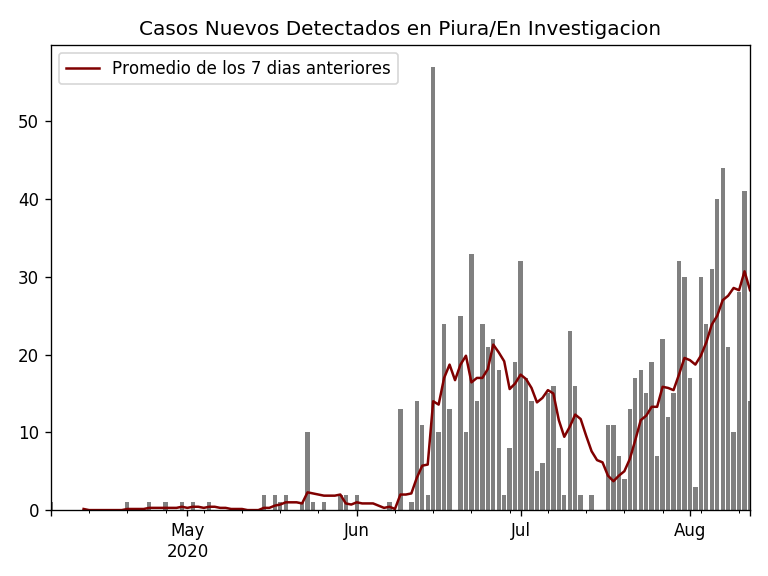 Casos Nuevos Detectados en Piura/En Investigacion
Promedio de los 7 dias anteriores
50
40
30
20
10
0
May Jun Jul Aug
2020